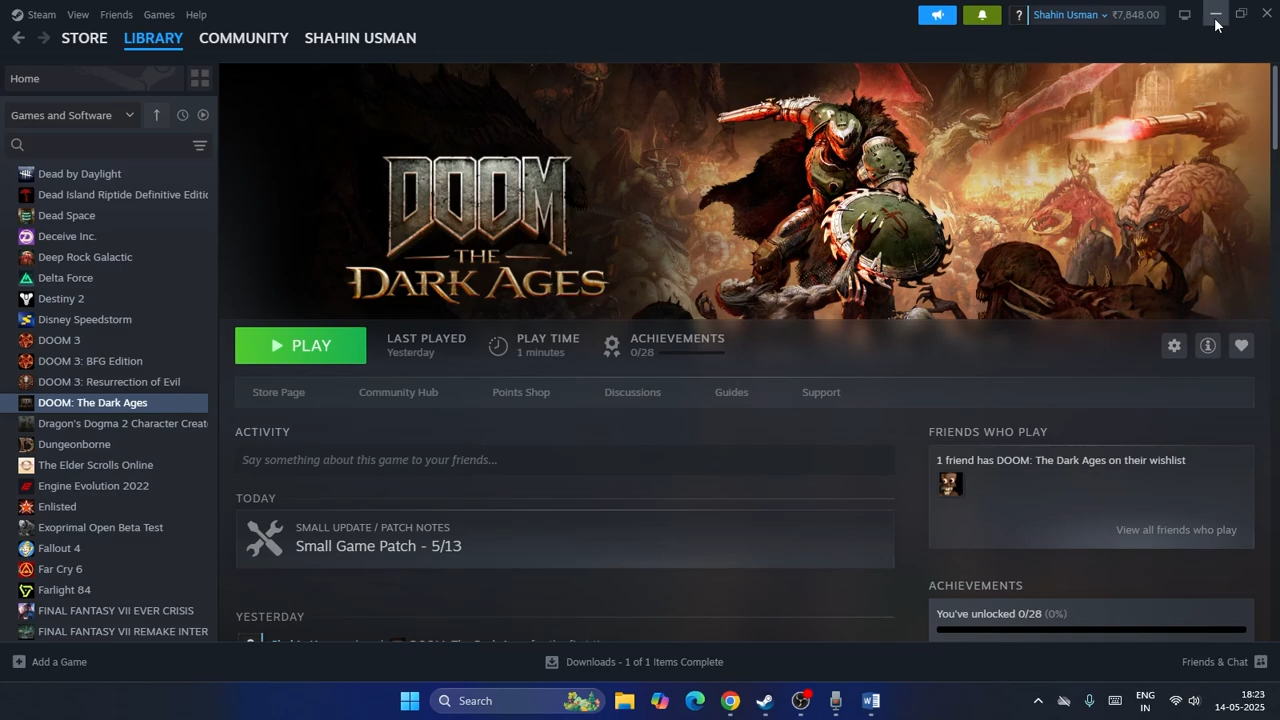 Steam View Friends Games Help
? Shahin Usman ₹7,848.00
STORE LIBRARY COMMUNITY SHAHIN USMAN
Home
Games and Software
Dead by Daylight
Dead Island Riptide Definitive Editio
Dead Space
Deceive Inc.
Deep Rock Galactic
Delta Force
Destiny 2
Disney Speedstorm
DOOM 3
DOOM 3: BFG Edition
DOOM 3: Resurrection of Evil
DOOM: The Dark Ages
Dragon's Dogma 2 Character Creat
Dungeonborne
The Elder Scrolls Online
Engine Evolution 2022
Enlisted
Exoprimal Open Beta Test
Fallout 4
Far Cry 6
Farlight 84
FINAL FANTASY VII EVER CRISIS
FINAL FANTASY VII REMAKE INTER
DOOM
THE
DARK AGES
PLAY
LAST PLAYED
Yesterday
PLAY TIME
1 minutes
ACHIEVEMENTS
0/28
Store Page Community Hub Points Shop Discussions Guides Support
ACTIVITY
Say something about this game to your friends...
TODAY
SMALL UPDATE / PATCH NOTES
Small Game Patch - 5/13
YESTERDAY
FRIENDS WHO PLAY
1 friend has DOOM: The Dark Ages on their wishlist
View all friends who play
ACHIEVEMENTS
You've unlocked 0/28 (0%)
Add a Game
Downloads - 1 of 1 Items Complete
Friends & Chat
Search
ENG
IN
18:23
14-05-2025